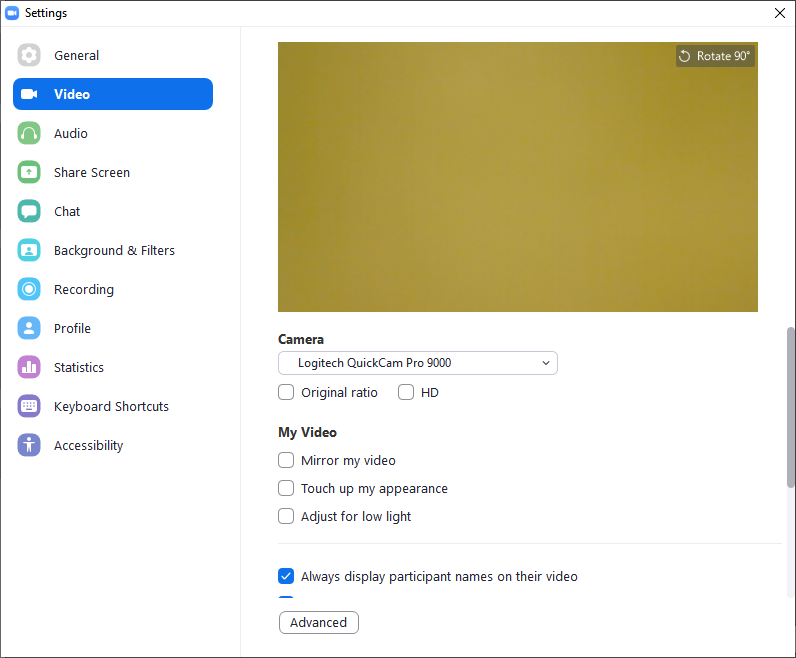 Settings
General
Video
Audio
Share Screen
Chat
Background & Filters
Recording
Profile
Statistics
Keyboard Shortcuts
Accessibility
Rotate 90°
Camera
Logitech QuickCam Pro 9000
Original ratio HD
My Video
Mirror my video
Touch up my appearance
Adjust for low light
Always display participant names on their video
Advanced